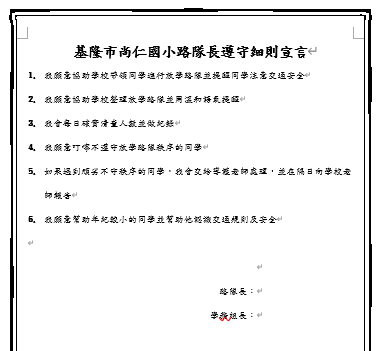 基隆市尚仁國小路隊長遵守細則宣言
1. 我願意協助學校帶領同學進行放學路隊並提醒同學注意交通安全
2. 我願意協助學校整理放學路隊並用溫和語氣提醒
3. 我會每日確實清量人數並做紀錄
4. 我願意叮嚀不遵守放學路隊秩序的同學
5. 如果遇到頑劣不守秩序的同學，我會交給導護老師處理，並在隔日向學校老
師報告
6. 我願意幫助年紀較小的同學並幫助他認識交通規則及安全
路隊長：
學務組長：